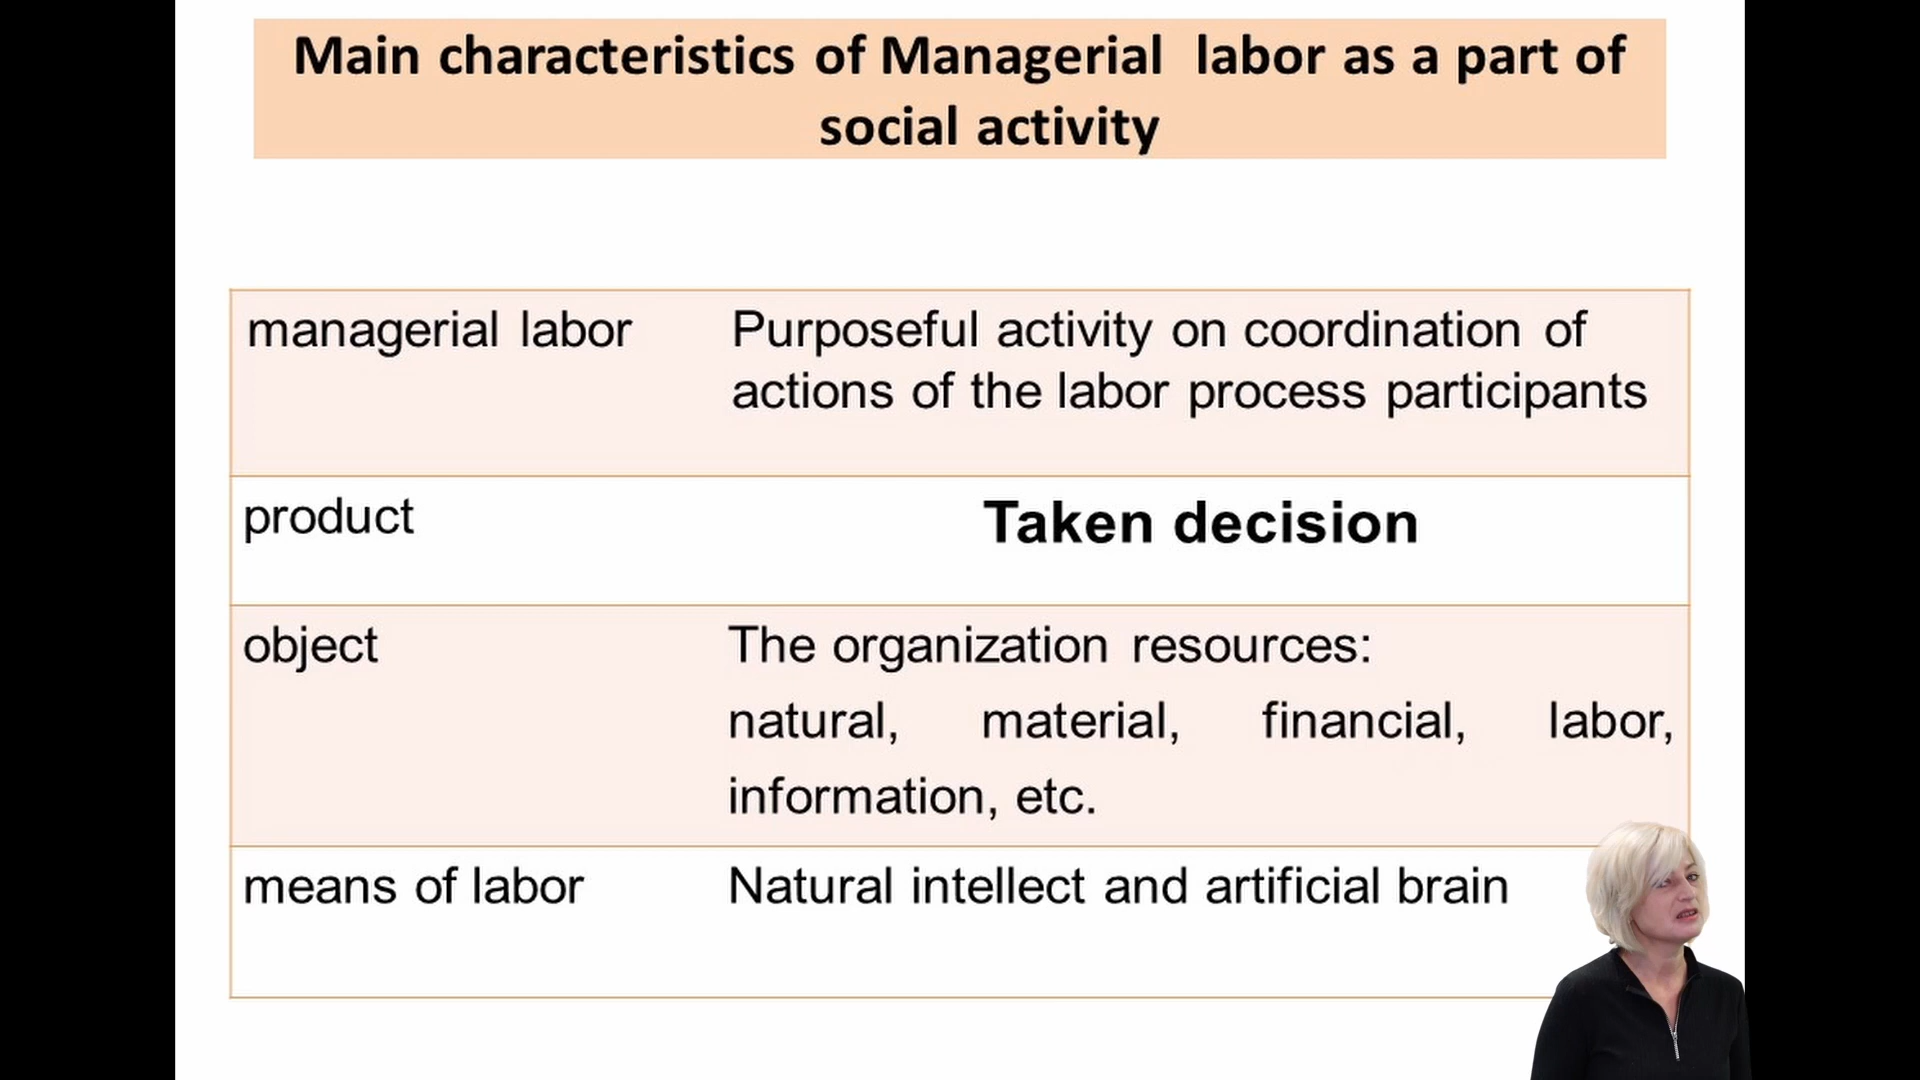 Main characteristics of Managerial labor as a part of
social activity
managerial labor
Purposeful activity on coordination of
actions of the labor process participants
product
Taken decision
object
The organization resources:
natural, material, financial, labor,
information, etc.
means of labor
Natural intellect and artificial brain